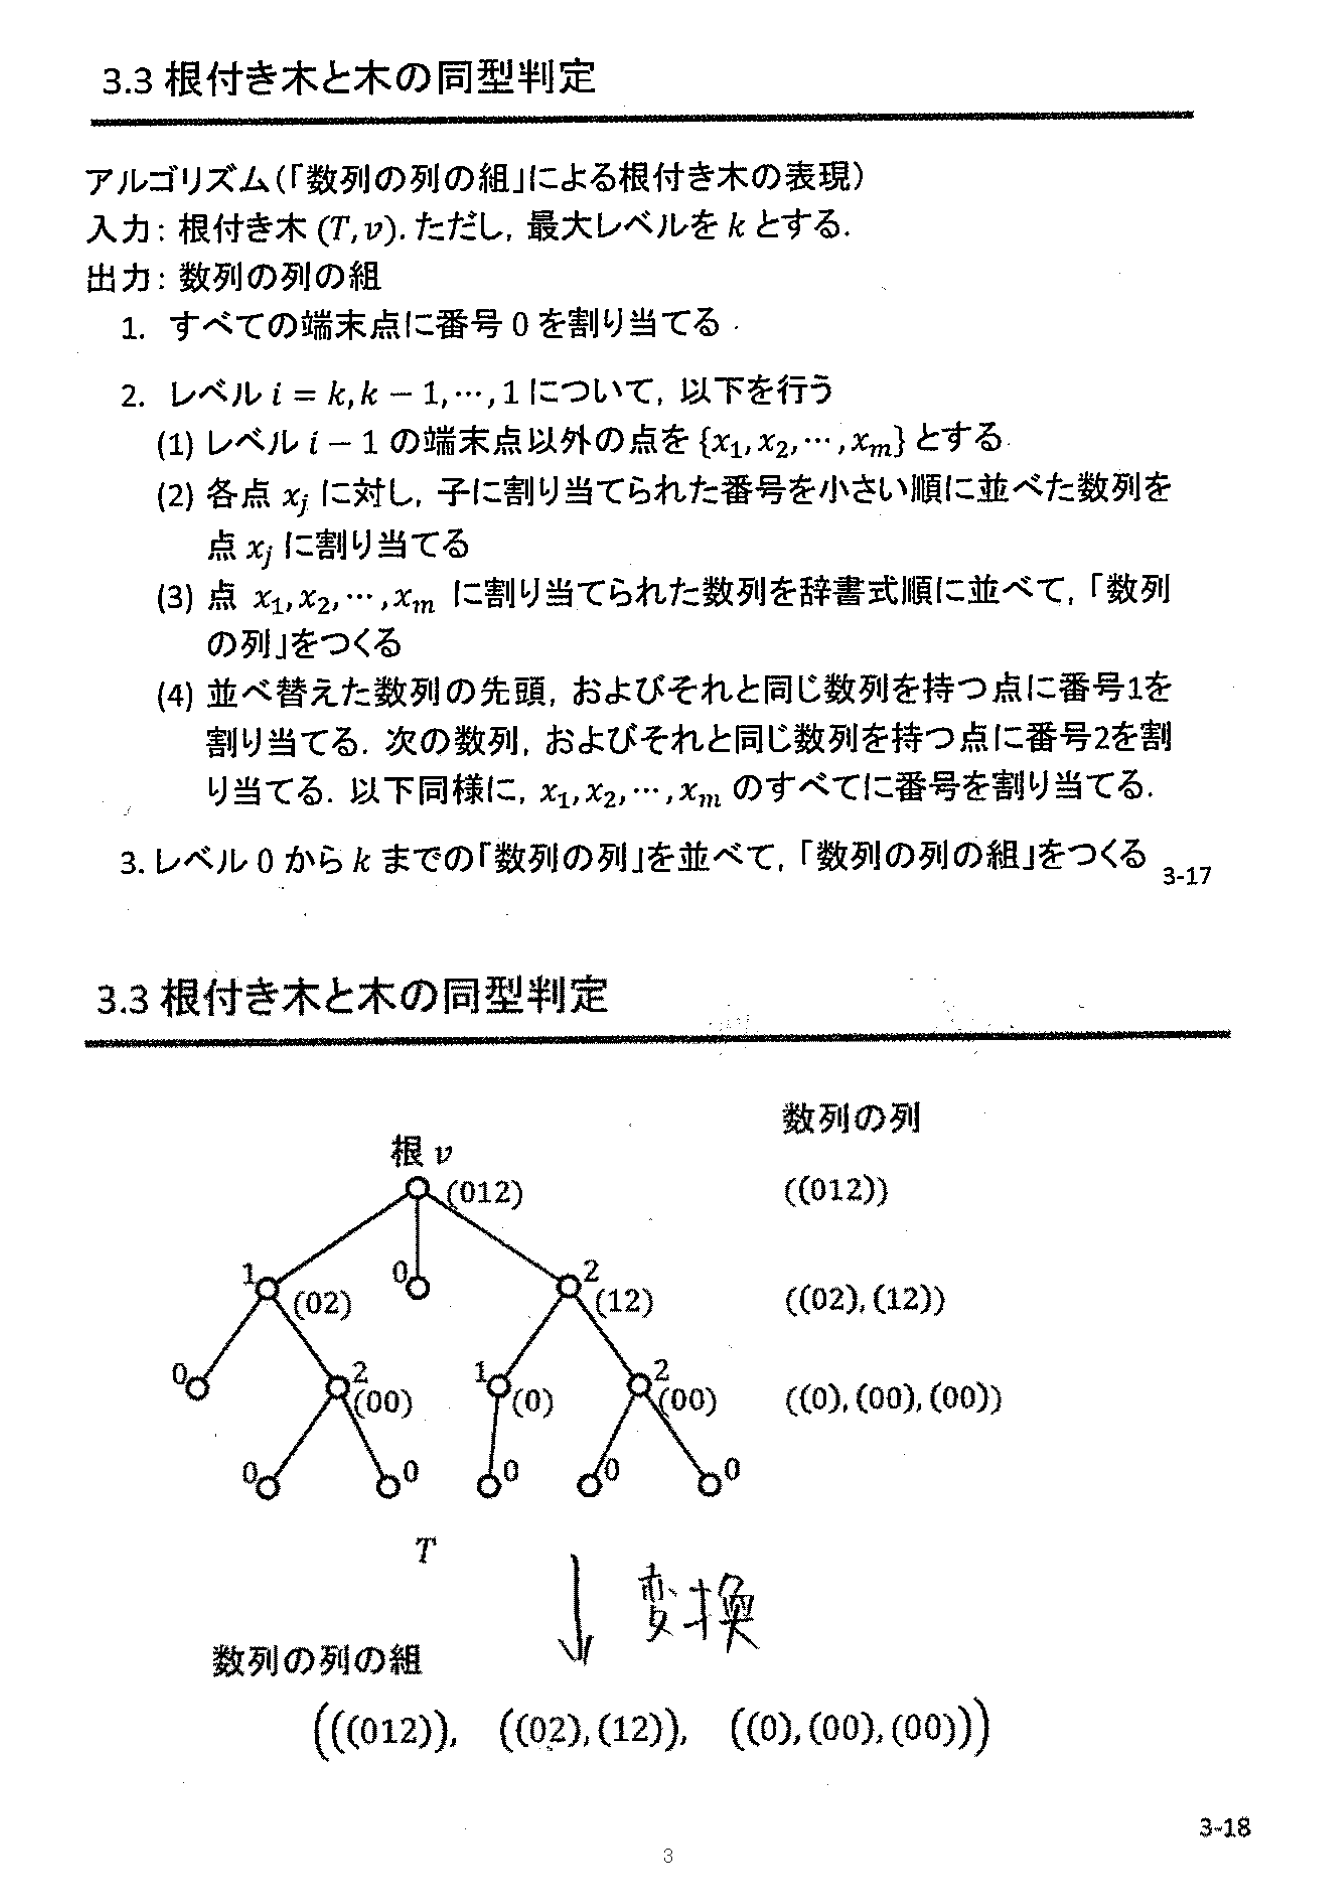 3.3 根付き木と木の同型判定
アルゴリズム(「数列の列の組」による根付き木の表現)
入力: 根付き木 (T, v). ただし, 最大レベルを k とする.
出力: 数列の列の組
1. すべての端末点に番号 0 を割り当てる
2. レベル i = k, k − 1, ⋯, 1 について, 以下を行う
(1) レベル i − 1 の端末点以外の点を {x₁, x₂, ⋯, xₘ} とする
(2) 各点 xⱼ に対し, 子に割り当てられた番号を小さい順に並べた数列を
点 xⱼ に割り当てる
(3) 点 x₁, x₂, ⋯, xₘ に割り当てられた数列を辞書式順に並べて, 「数列
の列」をつくる
(4) 並べ替えた数列の先頭, およびそれと同じ数列を持つ点に番号1を
割り当てる. 次の数列, およびそれと同じ数列を持つ点に番号2を割
り当てる. 以下同様に, x₁, x₂, ⋯, xₘ のすべてに番号を割り当てる.
3. レベル 0 から k までの「数列の列」を並べて, 「数列の列の組」をつくる
3-17
3.3 根付き木と木の同型判定
数列の列
根 v
(012) ((012))
1 (02) 0 2 (12) ((02), (12))
0 2 (00) 1 (0) 2 (00) ((0), (00), (00))
0 0 0 0 0
T
変換
数列の列の組
(((012)), ((02), (12)), ((0), (00), (00)))
3-18
3